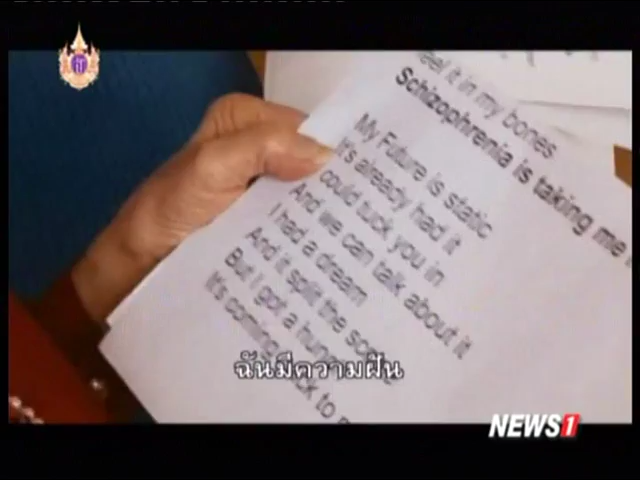 eel it in my bones
Schizophrenia is taking me
My Future is static
It's already had it
could tuck you in
And we can talk about it
I had a dream
And it split the
But I got a
It's coming to
ฉันมีความฝัน
NEWS1